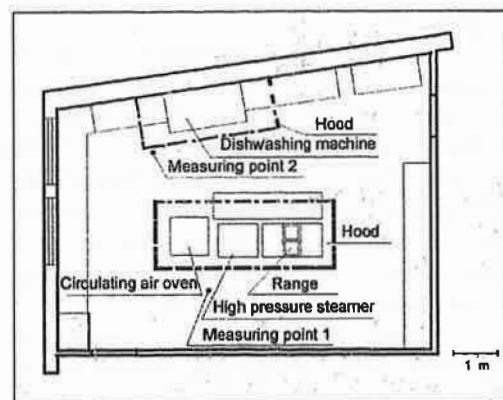 Hood
Dishwashing machine
Measuring point 2
Hood
Circulating air oven
Range
High pressure steamer
Measuring point 1
1 m